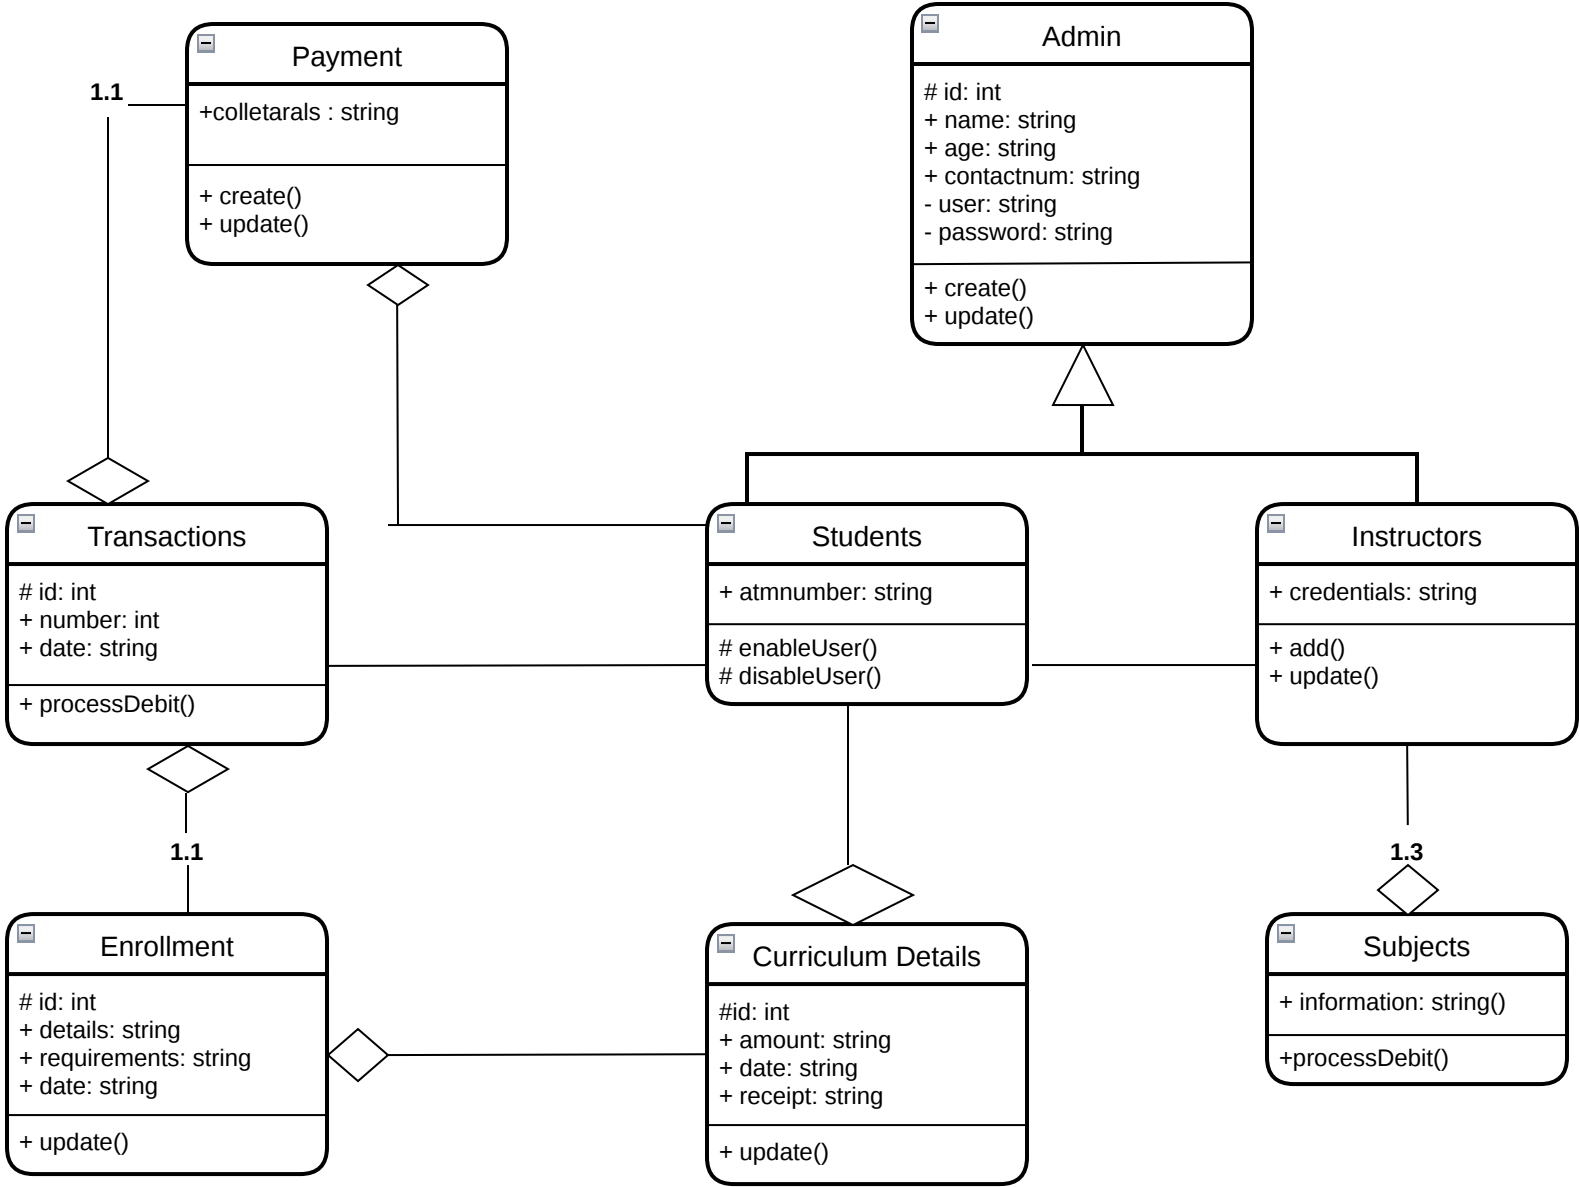 Payment
+colletarals : string
+ create()
+ update()
Admin
# id: int
+ name: string
+ age: string
+ contactnum: string
- user: string
- password: string
+ create()
+ update()
1.1
Transactions
# id: int
+ number: int
+ date: string
+ processDebit()
Students
+ atmnumber: string
# enableUser()
# disableUser()
Instructors
+ credentials: string
+ add()
+ update()
1.1
1.3
Enrollment
# id: int
+ details: string
+ requirements: string
+ date: string
+ update()
Curriculum Details
#id: int
+ amount: string
+ date: string
+ receipt: string
+ update()
Subjects
+ information: string()
+processDebit()